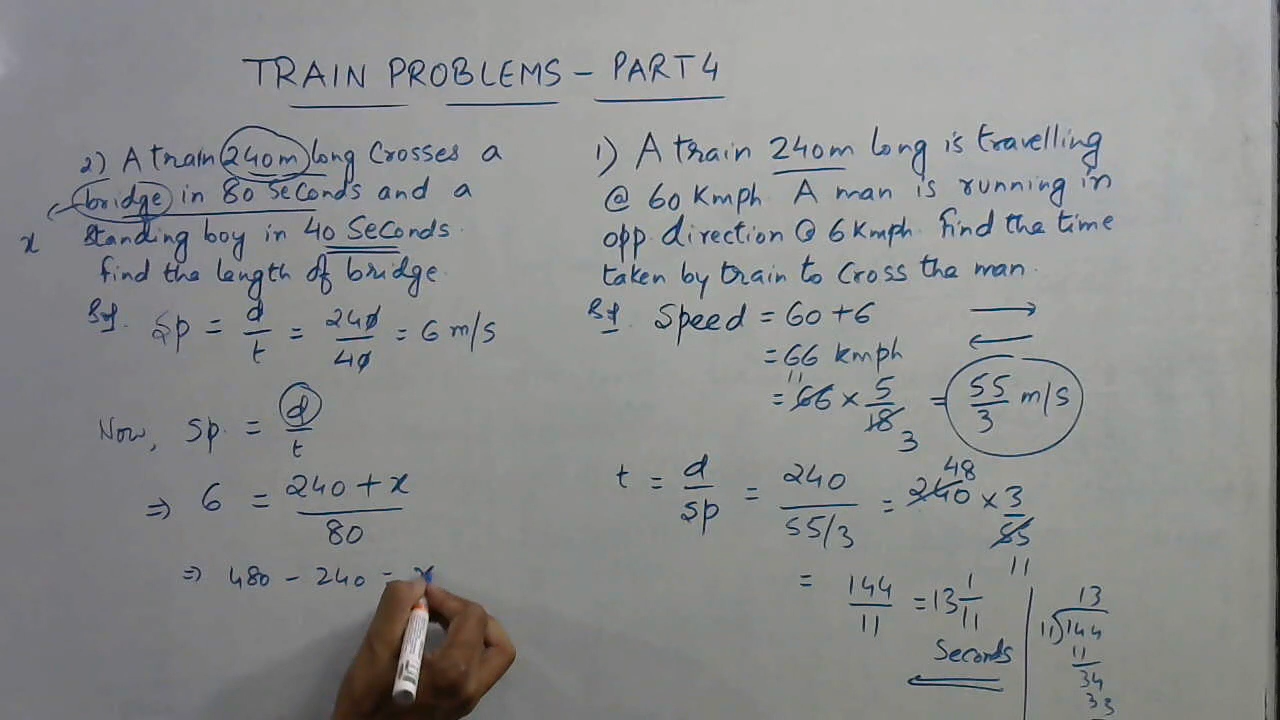 TRAIN PROBLEMS - PART 4
2) A train 240m long Crosses a
bridge in 80 seconds and a
x
standing boy in 40 Seconds.
find the length of bridge.
Sol. Sp = d/t = 240/40 = 6 m/s
Now, Sp. = d/t
⇒ 6 = 240 + x / 80
⇒ 480 - 240 = x
1) A train 240m long is travelling
@ 60 Kmph. A man is running in
opp. direction @ 6 Kmph. find the time
taken by train to Cross the man.
Sol. Speed = 60 + 6
= 66 kmph
11
= 66 × 5/18 = 55/3 m/s
3
48
t = d/sp = 240 / 55/3 = 240 × 3/55
11
= 144/11 = 13 1/11
Seconds
13
11)144
11
34
33